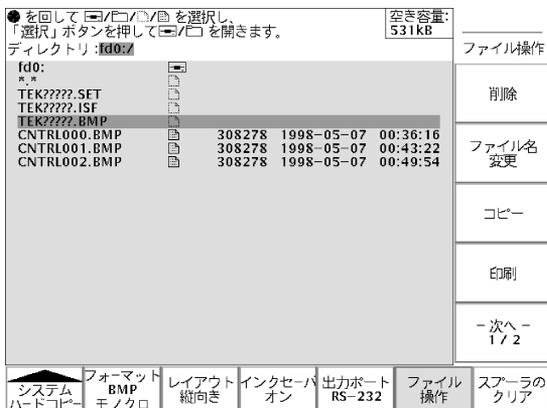 を回して / / / を選択し、
「選択」ボタンを押して / を開きます。
空き容量:
531kB
ディレクトリ:fd0:/
ファイル操作
fd0:
*.*
TEK?????.SET
TEK?????.ISF
TEK?????.BMP
CNTRL000.BMP 308278 1998-05-07 00:36:16
CNTRL001.BMP 308278 1998-05-07 00:43:22
CNTRL002.BMP 308278 1998-05-07 00:49:54
削除
ファイル名
変更
コピー
印刷
- 次へ -
1 / 2
システム
ハードコピー
フォーマット
BMP
モノクロ
レイアウト
縦向き
インクセーバ
オン
出力ポート
RS-232
ファイル
操作
スプーラの
クリア